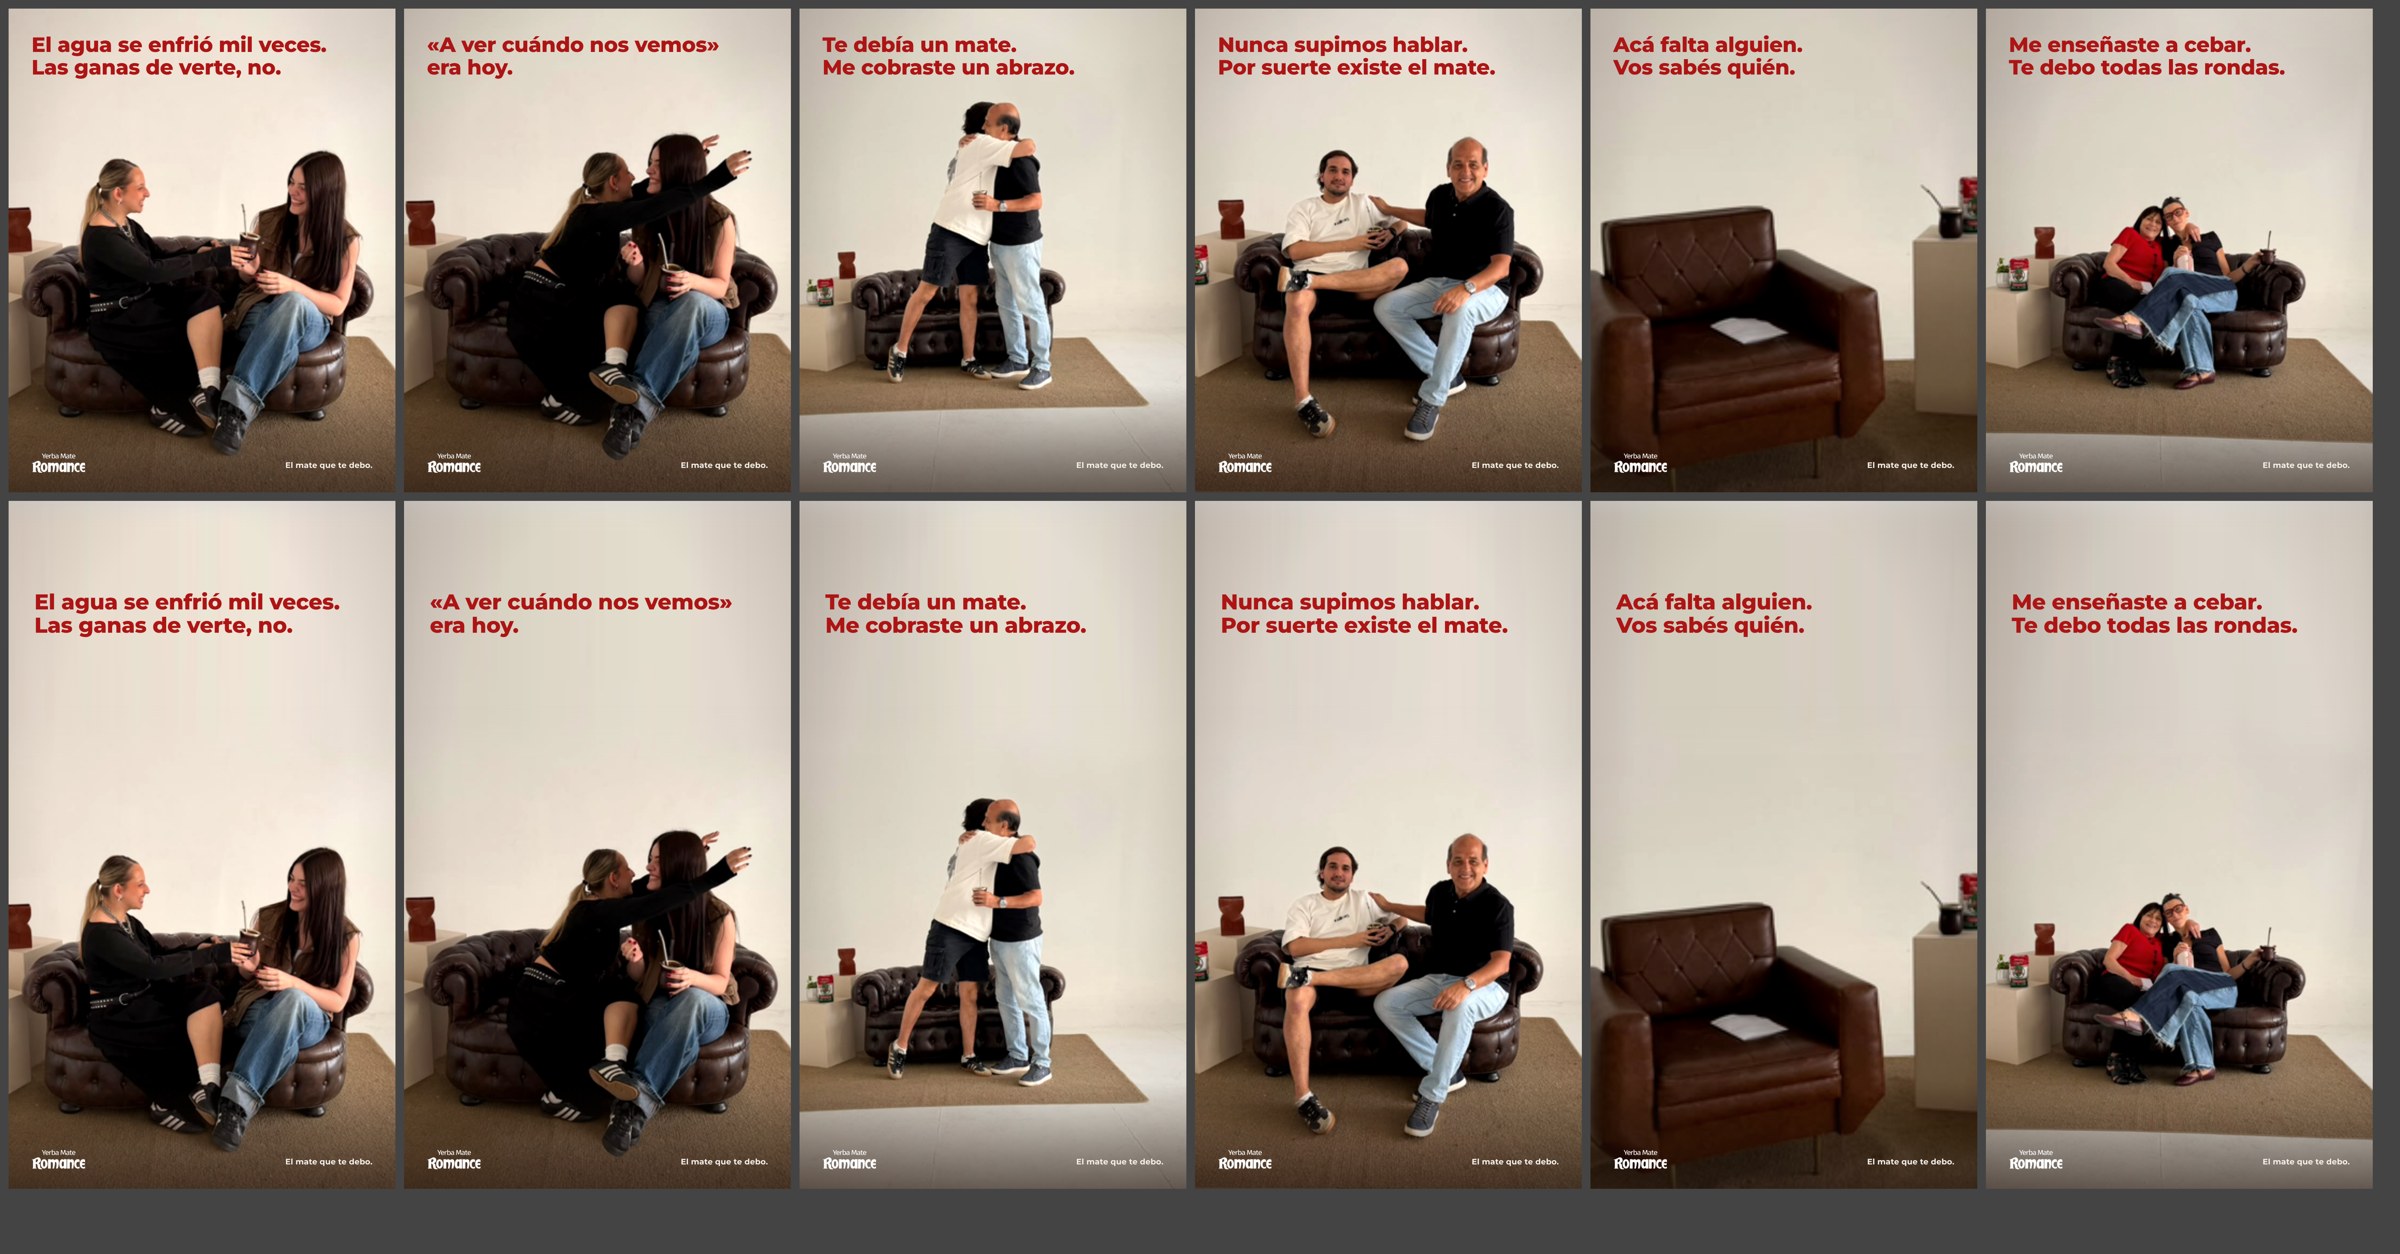 El agua se enfrió mil veces.
Las ganas de verte, no.
Yerba Mate
Romance
El mate que te debo.
«A ver cuándo nos vemos»
era hoy.
Yerba Mate
Romance
El mate que te debo.
Te debía un mate.
Me cobraste un abrazo.
Yerba Mate
Romance
El mate que te debo.
Nunca supimos hablar.
Por suerte existe el mate.
Yerba Mate
Romance
El mate que te debo.
Acá falta alguien.
Vos sabés quién.
Yerba Mate
Romance
El mate que te debo.
Me enseñaste a cebar.
Te debo todas las rondas.
Yerba Mate
Romance
El mate que te debo.
El agua se enfrió mil veces.
Las ganas de verte, no.
Yerba Mate
Romance
El mate que te debo.
«A ver cuándo nos vemos»
era hoy.
Yerba Mate
Romance
El mate que te debo.
Te debía un mate.
Me cobraste un abrazo.
Yerba Mate
Romance
El mate que te debo.
Nunca supimos hablar.
Por suerte existe el mate.
Yerba Mate
Romance
El mate que te debo.
Acá falta alguien.
Vos sabés quién.
Yerba Mate
Romance
El mate que te debo.
Me enseñaste a cebar.
Te debo todas las rondas.
Yerba Mate
Romance
El mate que te debo.